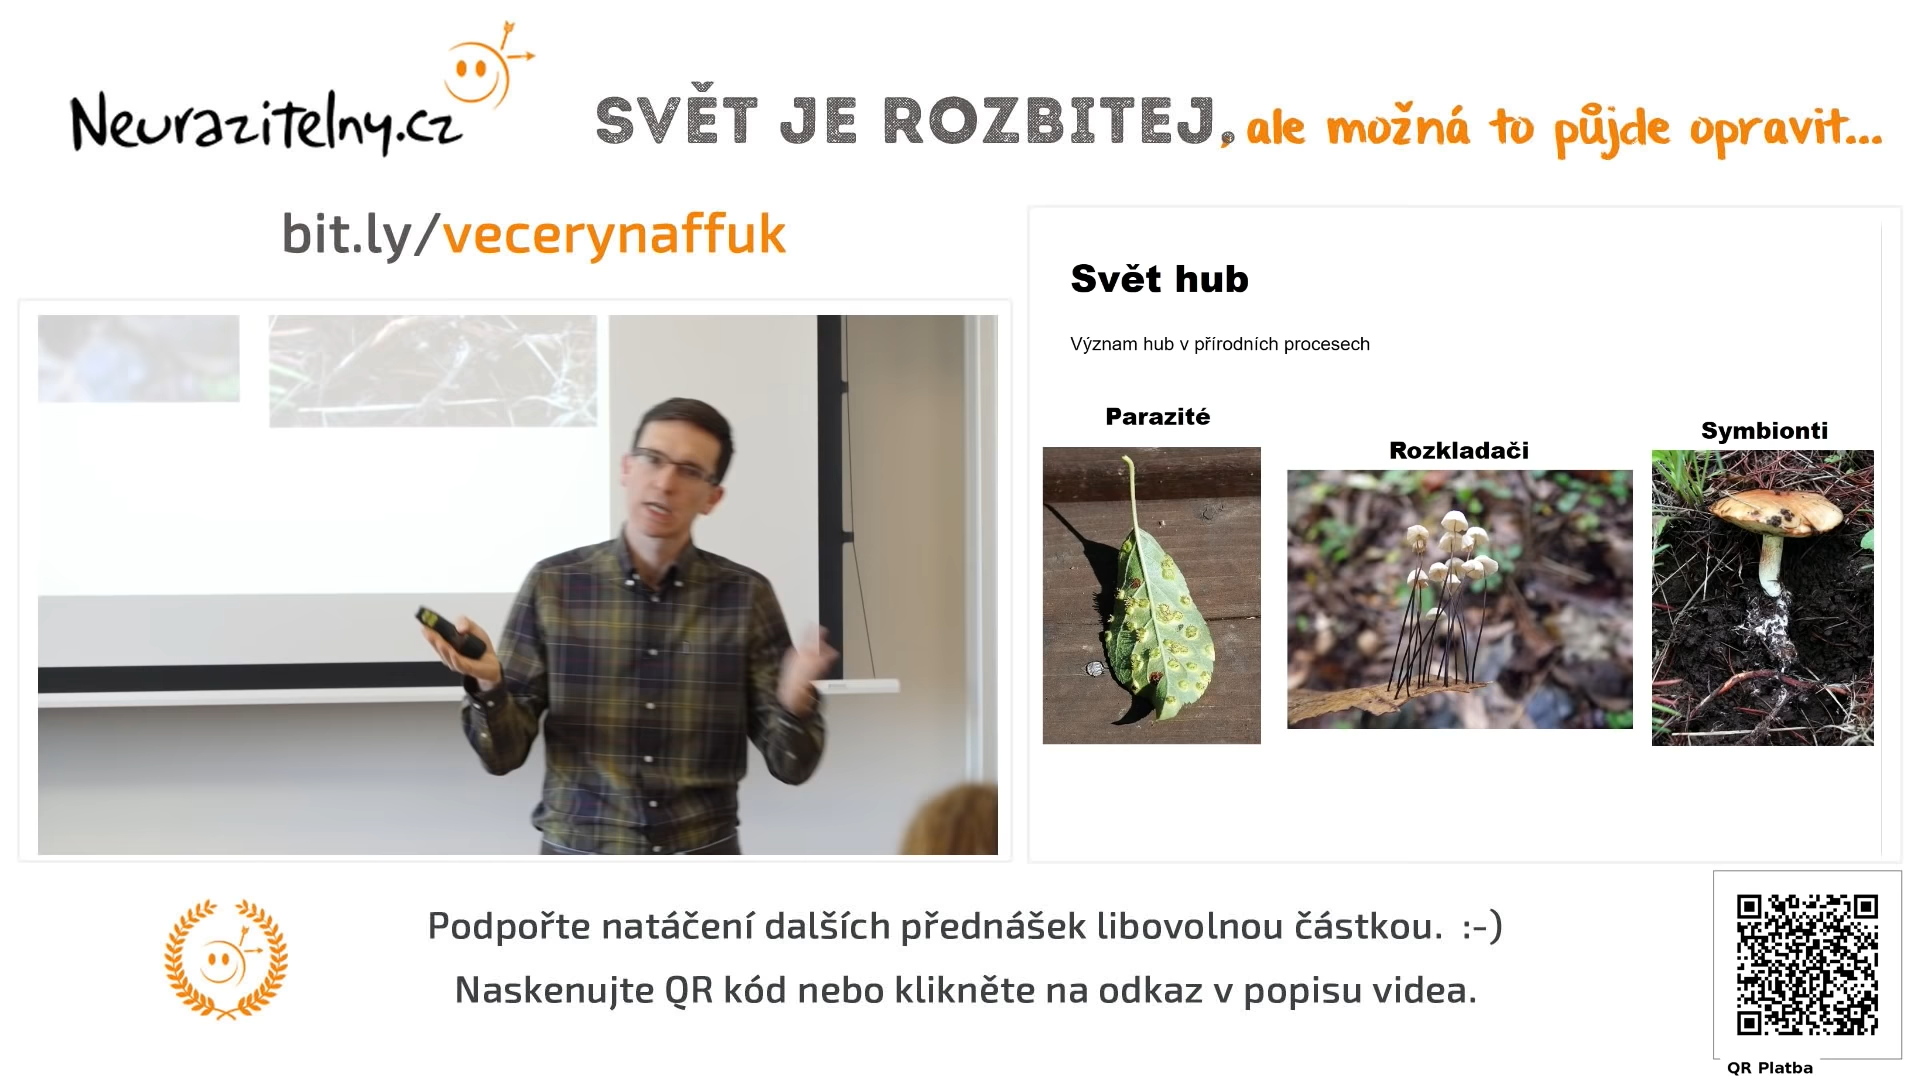 Neurazitelny.cz
SVĚT JE ROZBITEJ, ale možná to půjde opravit...
bit.ly/vecerynaffuk
Svět hub
Význam hub v přírodních procesech
Parazité
Rozkladači
Symbionti
Podpořte natáčení dalších přednášek libovolnou částkou. :-)
Naskenujte QR kód nebo klikněte na odkaz v popisu videa.
QR Platba